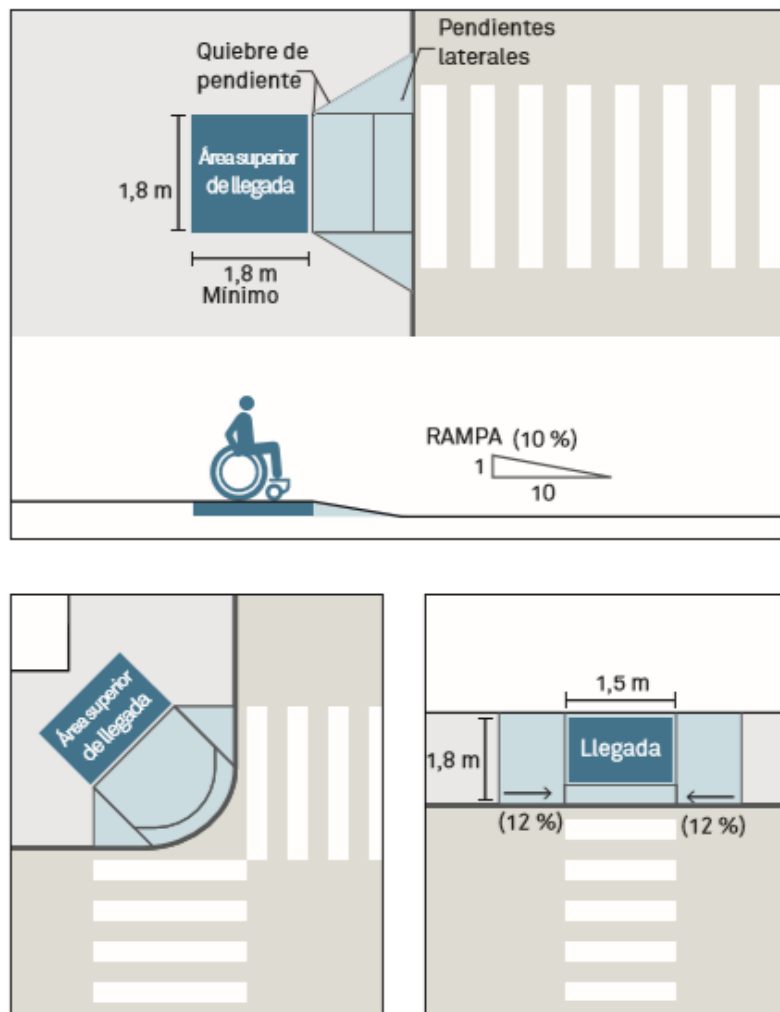 Pendientes
laterales
Quiebre de
pendiente
Área superior
de llegada
1,8 m
1,8 m
Mínimo
RAMPA (10 %)
1
10
Área superior
de llegada
1,5 m
1,8 m
Llegada
(12 %)
(12 %)